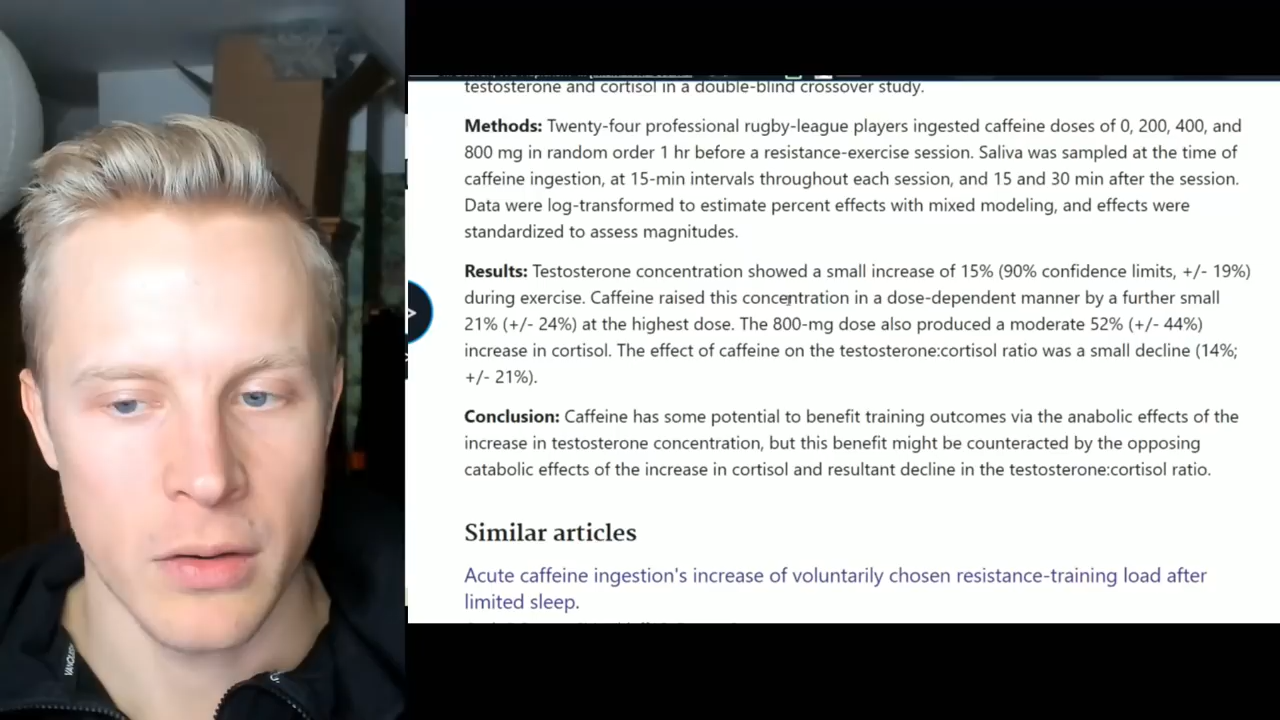 testosterone and cortisol in a double-blind crossover study.
Methods: Twenty-four professional rugby-league players ingested caffeine doses of 0, 200, 400, and
800 mg in random order 1 hr before a resistance-exercise session. Saliva was sampled at the time of
caffeine ingestion, at 15-min intervals throughout each session, and 15 and 30 min after the session.
Data were log-transformed to estimate percent effects with mixed modeling, and effects were
standardized to assess magnitudes.
Results: Testosterone concentration showed a small increase of 15% (90% confidence limits, +/- 19%)
during exercise. Caffeine raised this concentration in a dose-dependent manner by a further small
21% (+/- 24%) at the highest dose. The 800-mg dose also produced a moderate 52% (+/- 44%)
increase in cortisol. The effect of caffeine on the testosterone:cortisol ratio was a small decline (14%;
+/- 21%).
Conclusion: Caffeine has some potential to benefit training outcomes via the anabolic effects of the
increase in testosterone concentration, but this benefit might be counteracted by the opposing
catabolic effects of the increase in cortisol and resultant decline in the testosterone:cortisol ratio.
Similar articles
Acute caffeine ingestion's increase of voluntarily chosen resistance-training load after
limited sleep.